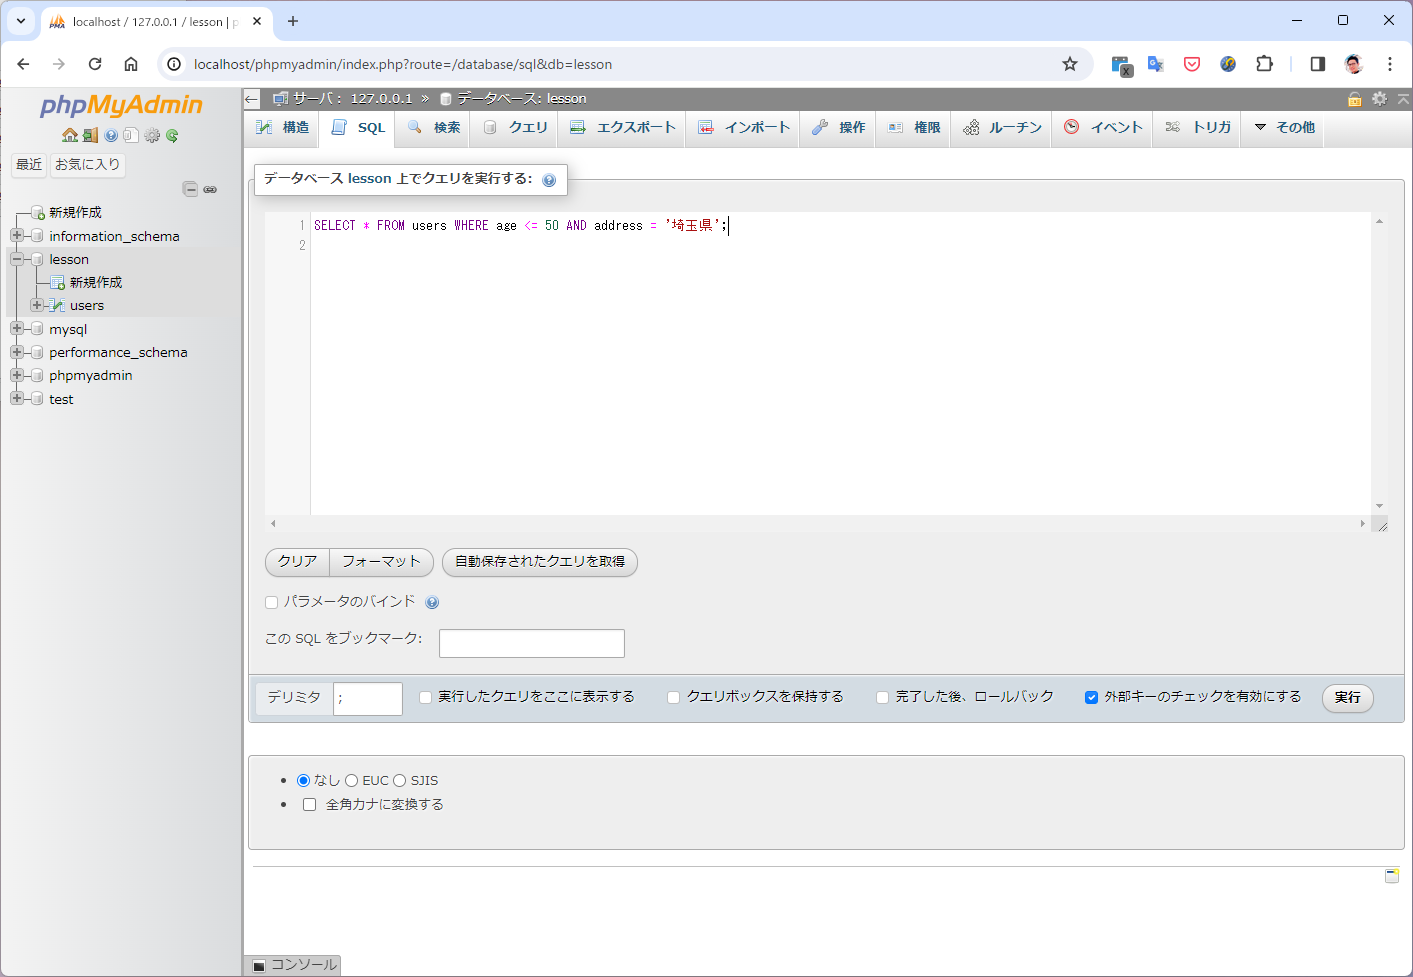 localhost / 127.0.0.1 / lesson | p
localhost/phpmyadmin/index.php?route=/database/sql&db=lesson
phpMyAdmin
最近 お気に入り
新規作成
information_schema
lesson
新規作成
users
mysql
performance_schema
phpmyadmin
test
サーバ: 127.0.0.1 » データベース: lesson
構造 SQL 検索 クエリ エクスポート インポート 操作 権限 ルーチン イベント トリガ その他
データベース lesson 上でクエリを実行する:
1 SELECT * FROM users WHERE age <= 50 AND address = '埼玉県';
2
クリア フォーマット 自動保存されたクエリを取得
パラメータのバインド
この SQL をブックマーク:
デリミタ ; 実行したクエリをここに表示する クエリボックスを保持する 完了した後、ロールバック 外部キーのチェックを有効にする 実行
なし EUC SJIS
全角カナに変換する
コンソール